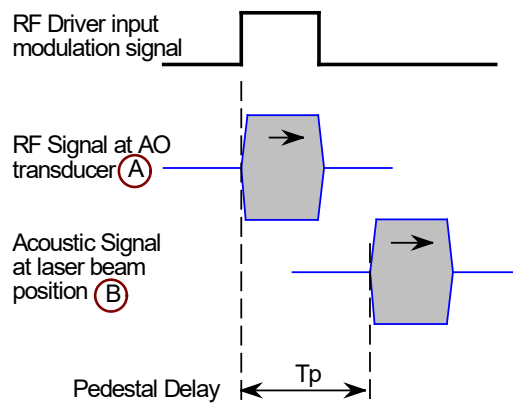 RF Driver input
modulation signal
RF Signal at AO
transducer A
Acoustic Signal
at laser beam
position B
Tp
Pedestal Delay